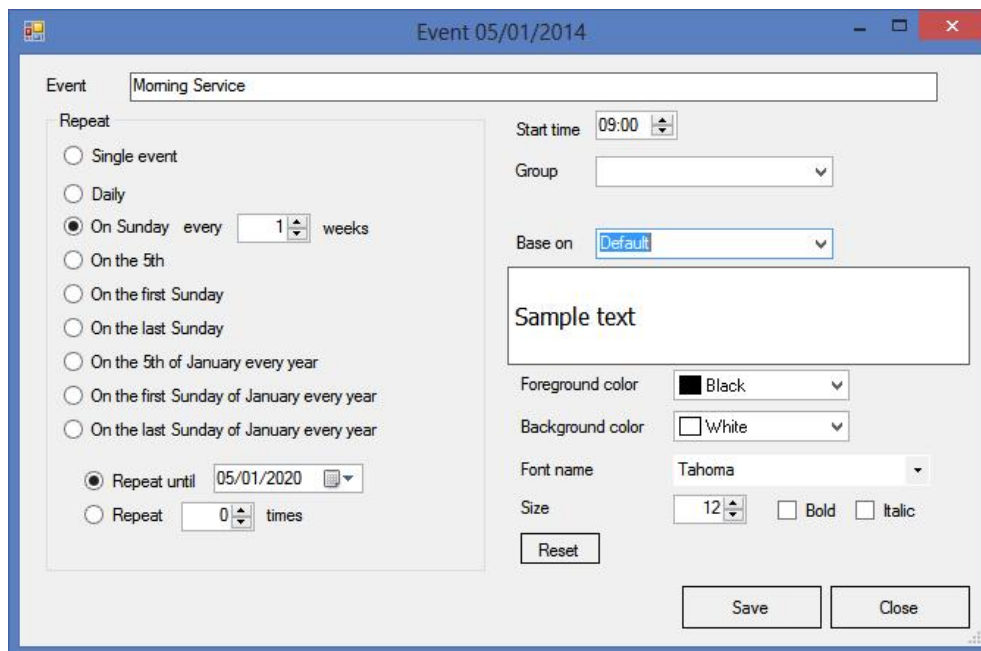 Event 05/01/2014
Event Morning Service
Repeat
Single event
Daily
On Sunday every 1 weeks
On the 5th
On the first Sunday
On the last Sunday
On the 5th of January every year
On the first Sunday of January every year
On the last Sunday of January every year
Repeat until 05/01/2020
Repeat 0 times
Start time 09:00
Group
Base on Default
Sample text
Foreground color Black
Background color White
Font name Tahoma
Size 12 Bold Italic
Reset
Save Close